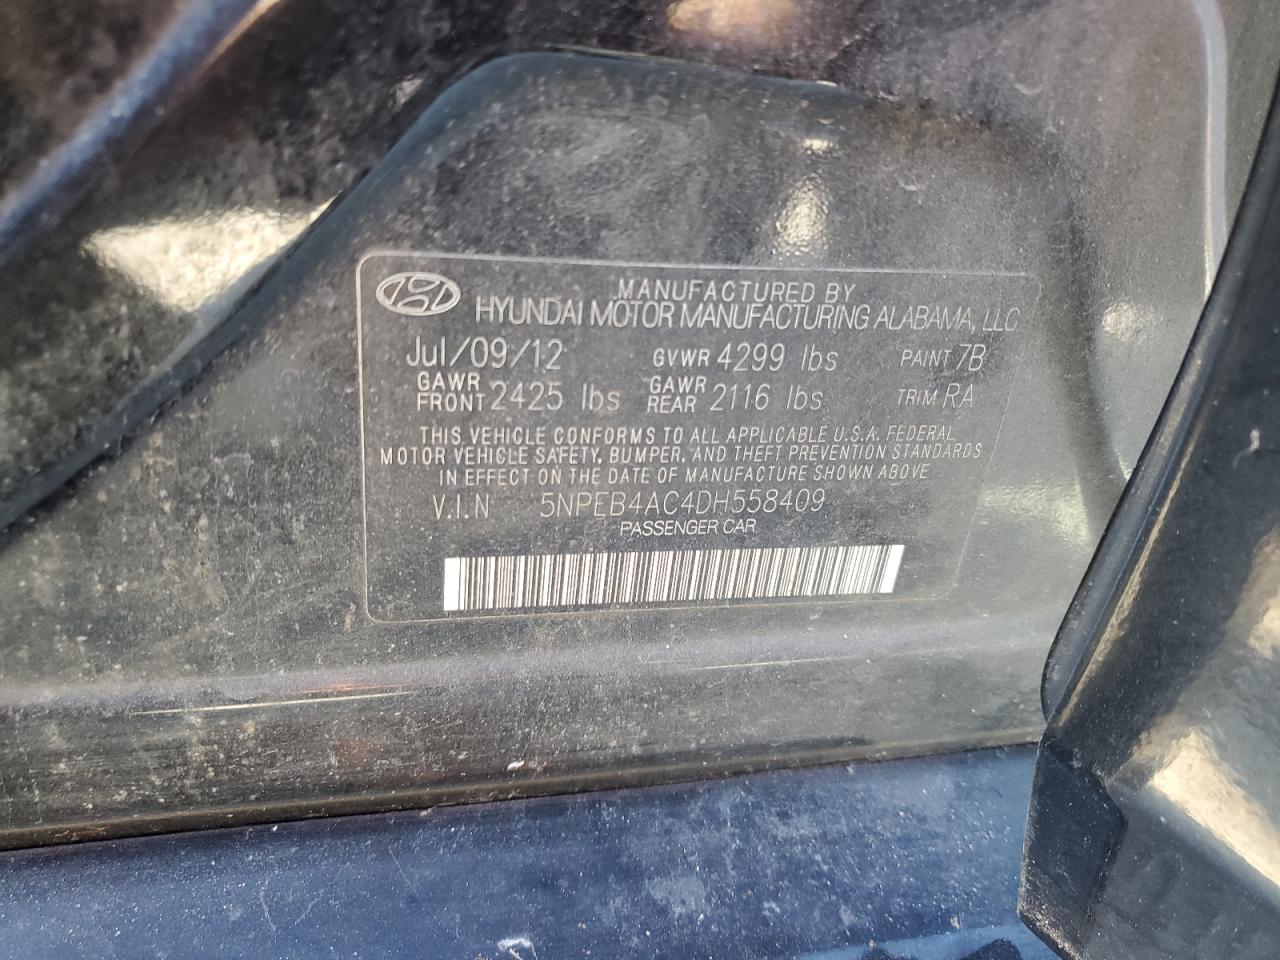 MANUFACTURED BY
HYUNDAI MOTOR MANUFACTURING ALABAMA, LLC
Jul/09/12 GVWR 4299 lbs PAINT 7B
GAWR FRONT 2425 lbs GAWR REAR 2116 lbs TRIM RA
THIS VEHICLE CONFORMS TO ALL APPLICABLE U.S.A. FEDERAL
MOTOR VEHICLE SAFETY, BUMPER, AND THEFT PREVENTION STANDARDS
IN EFFECT ON THE DATE OF MANUFACTURE SHOWN ABOVE
V.I.N 5NPEB4AC4DH558409
PASSENGER CAR